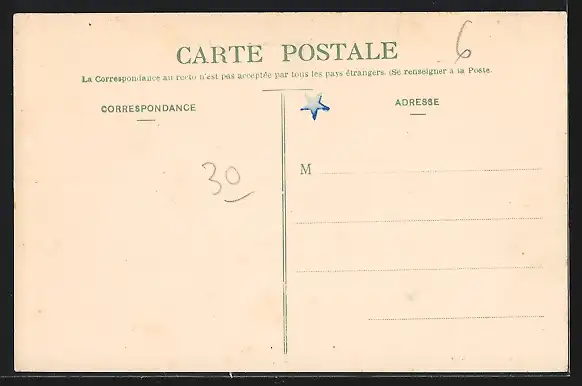 CARTE POSTALE
6
La Correspondance au recto n'est pas acceptée par tous les pays étrangers. (Se renseigner à la Poste.
CORRESPONDANCE
ADRESSE
30
M